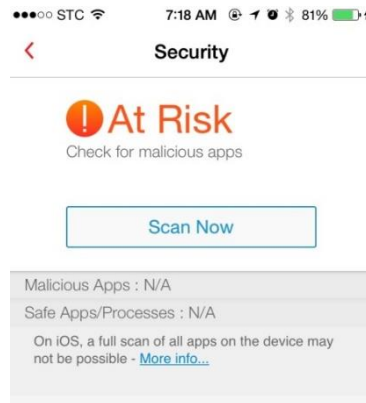 STC 7:18 AM 81%
Security
At Risk
Check for malicious apps
Scan Now
Malicious Apps : N/A
Safe Apps/Processes : N/A
On iOS, a full scan of all apps on the device may
not be possible - More info...